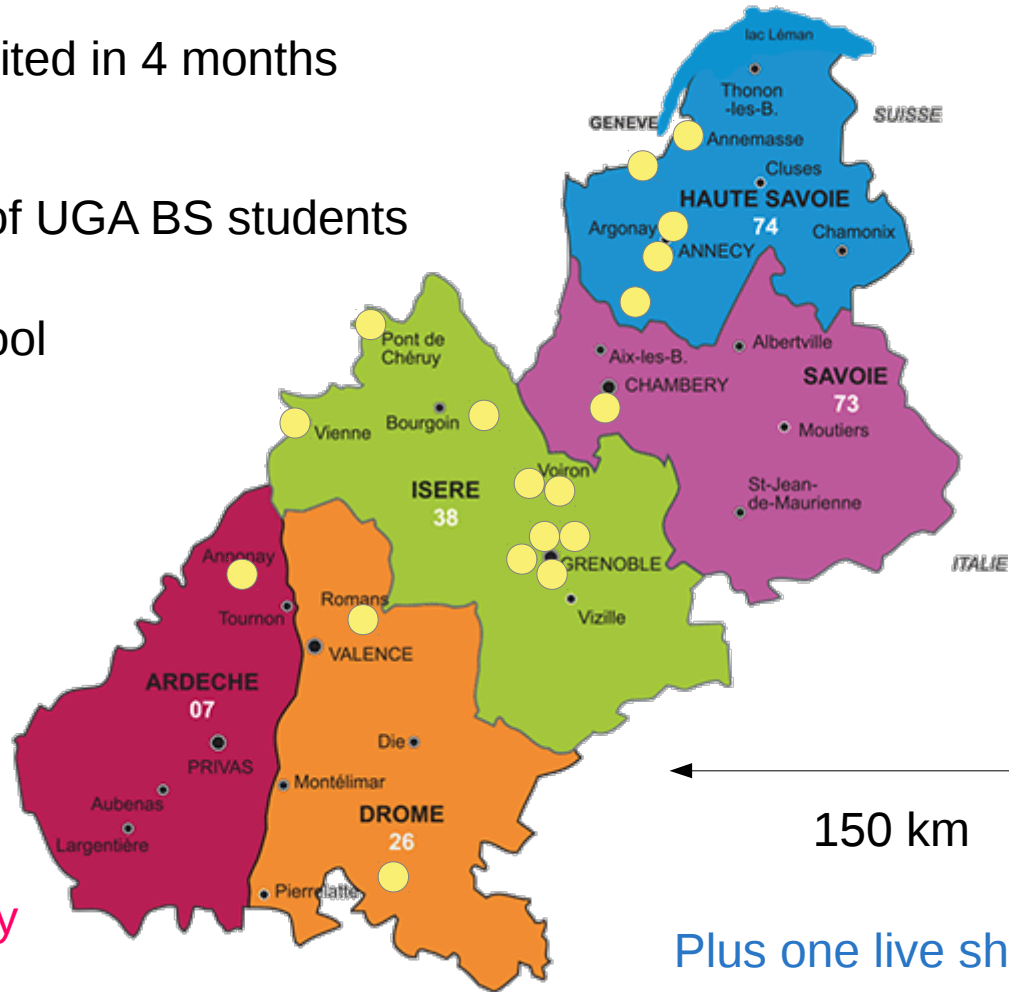 ited in 4 months
of UGA BS students
ool
lac Léman
Thonon
-les-B.
SUISSE
GENEVE
Annemasse
Cluses
HAUTE SAVOIE
74
Argonay
Chamonix
ANNECY
Pont de
Chéruy
Aix-les-B.
Albertville
CHAMBERY
SAVOIE
73
Bourgoin
Vienne
Moutiers
Voiron
ISERE
38
St-Jean-
de-Maurienne
Annonay
GRENOBLE
ITALIE
Romans
Tournon
Vizille
VALENCE
ARDECHE
07
Die
PRIVAS
Montélimar
Aubenas
DROME
26
Largentière
150 km
Pierrelatte
y
Plus one live sh